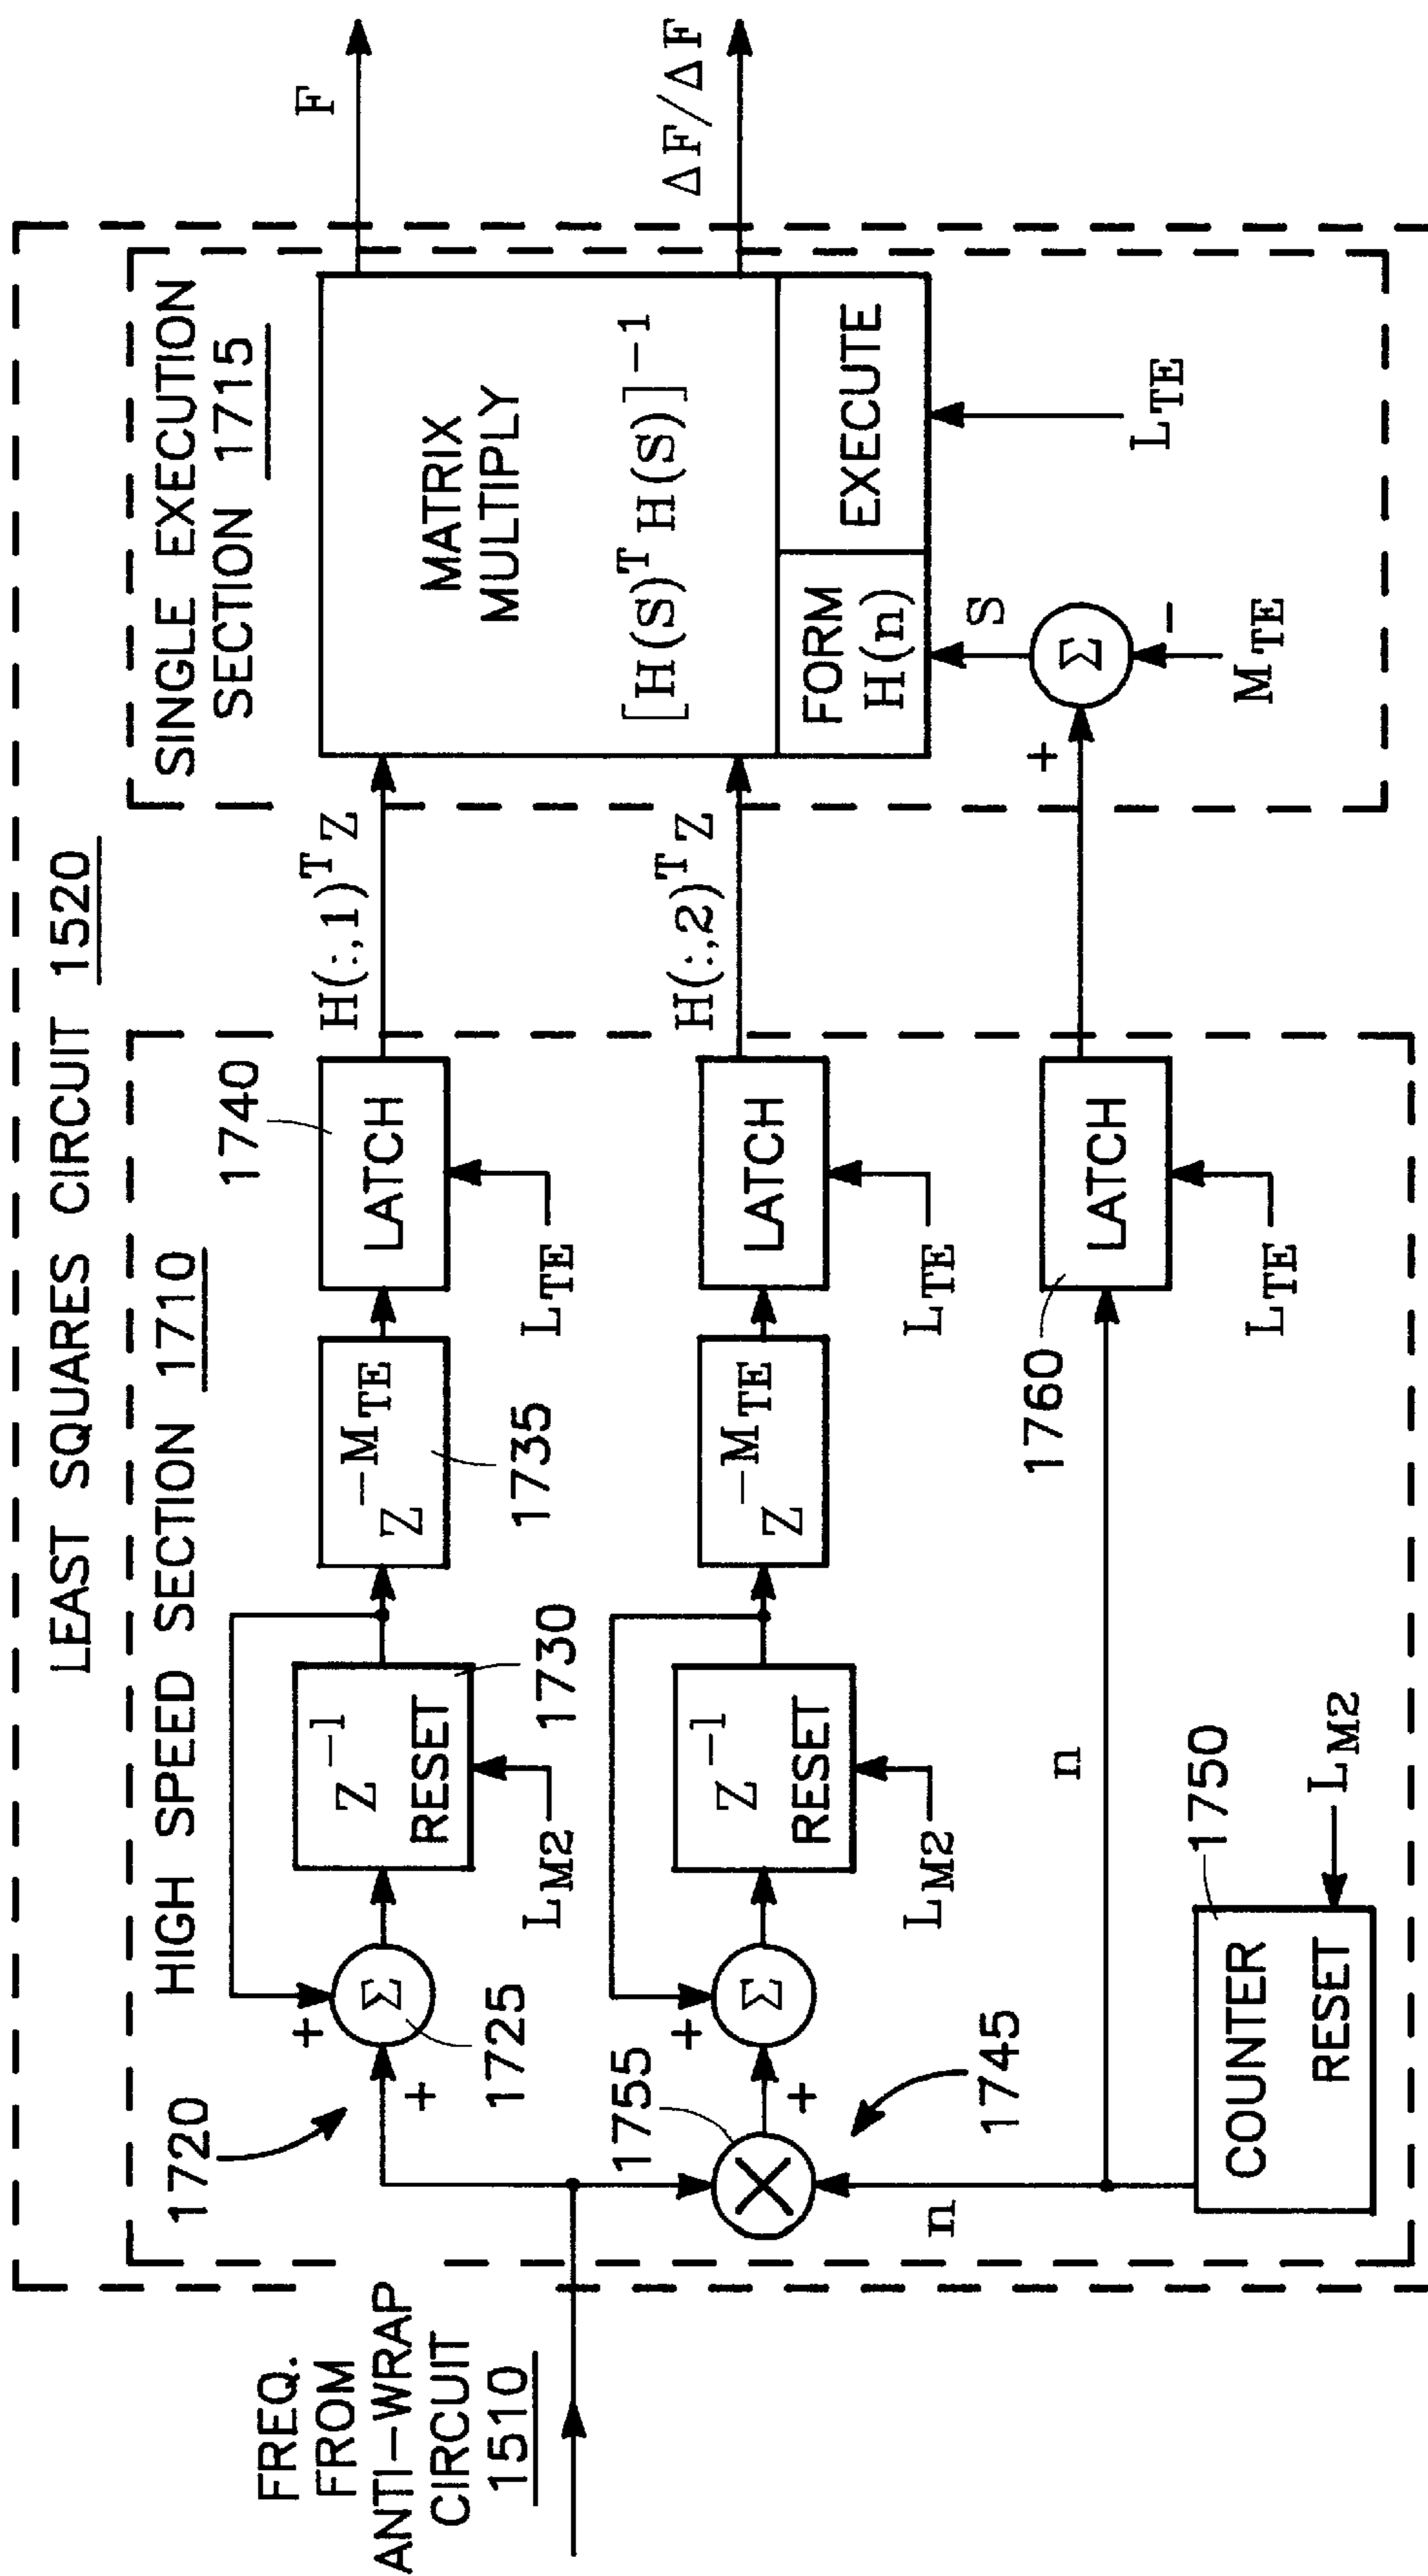 LEAST SQUARES CIRCUIT 1520
HIGH SPEED SECTION 1710
SINGLE EXECUTION
SECTION 1715
FREQ.
FROM
ANTI-WRAP
CIRCUIT
1510
1720
+
+
Σ
1725
Z^-1
RESET
1730
L_M2
Z^-M_TE
1735
LATCH
1740
L_TE
H(:,1)^T Z
MATRIX
MULTIPLY
[H(S)^T H(S)]^-1
F
1755
1745
n
+
+
Σ
Z^-1
RESET
L_M2
Z^-M_TE
LATCH
L_TE
H(:,2)^T Z
FORM
H(n)
EXECUTE
ΔF/ΔF
COUNTER
RESET
1750
L_M2
n
1760
LATCH
L_TE
+
Σ
S
-
M_TE
L_TE